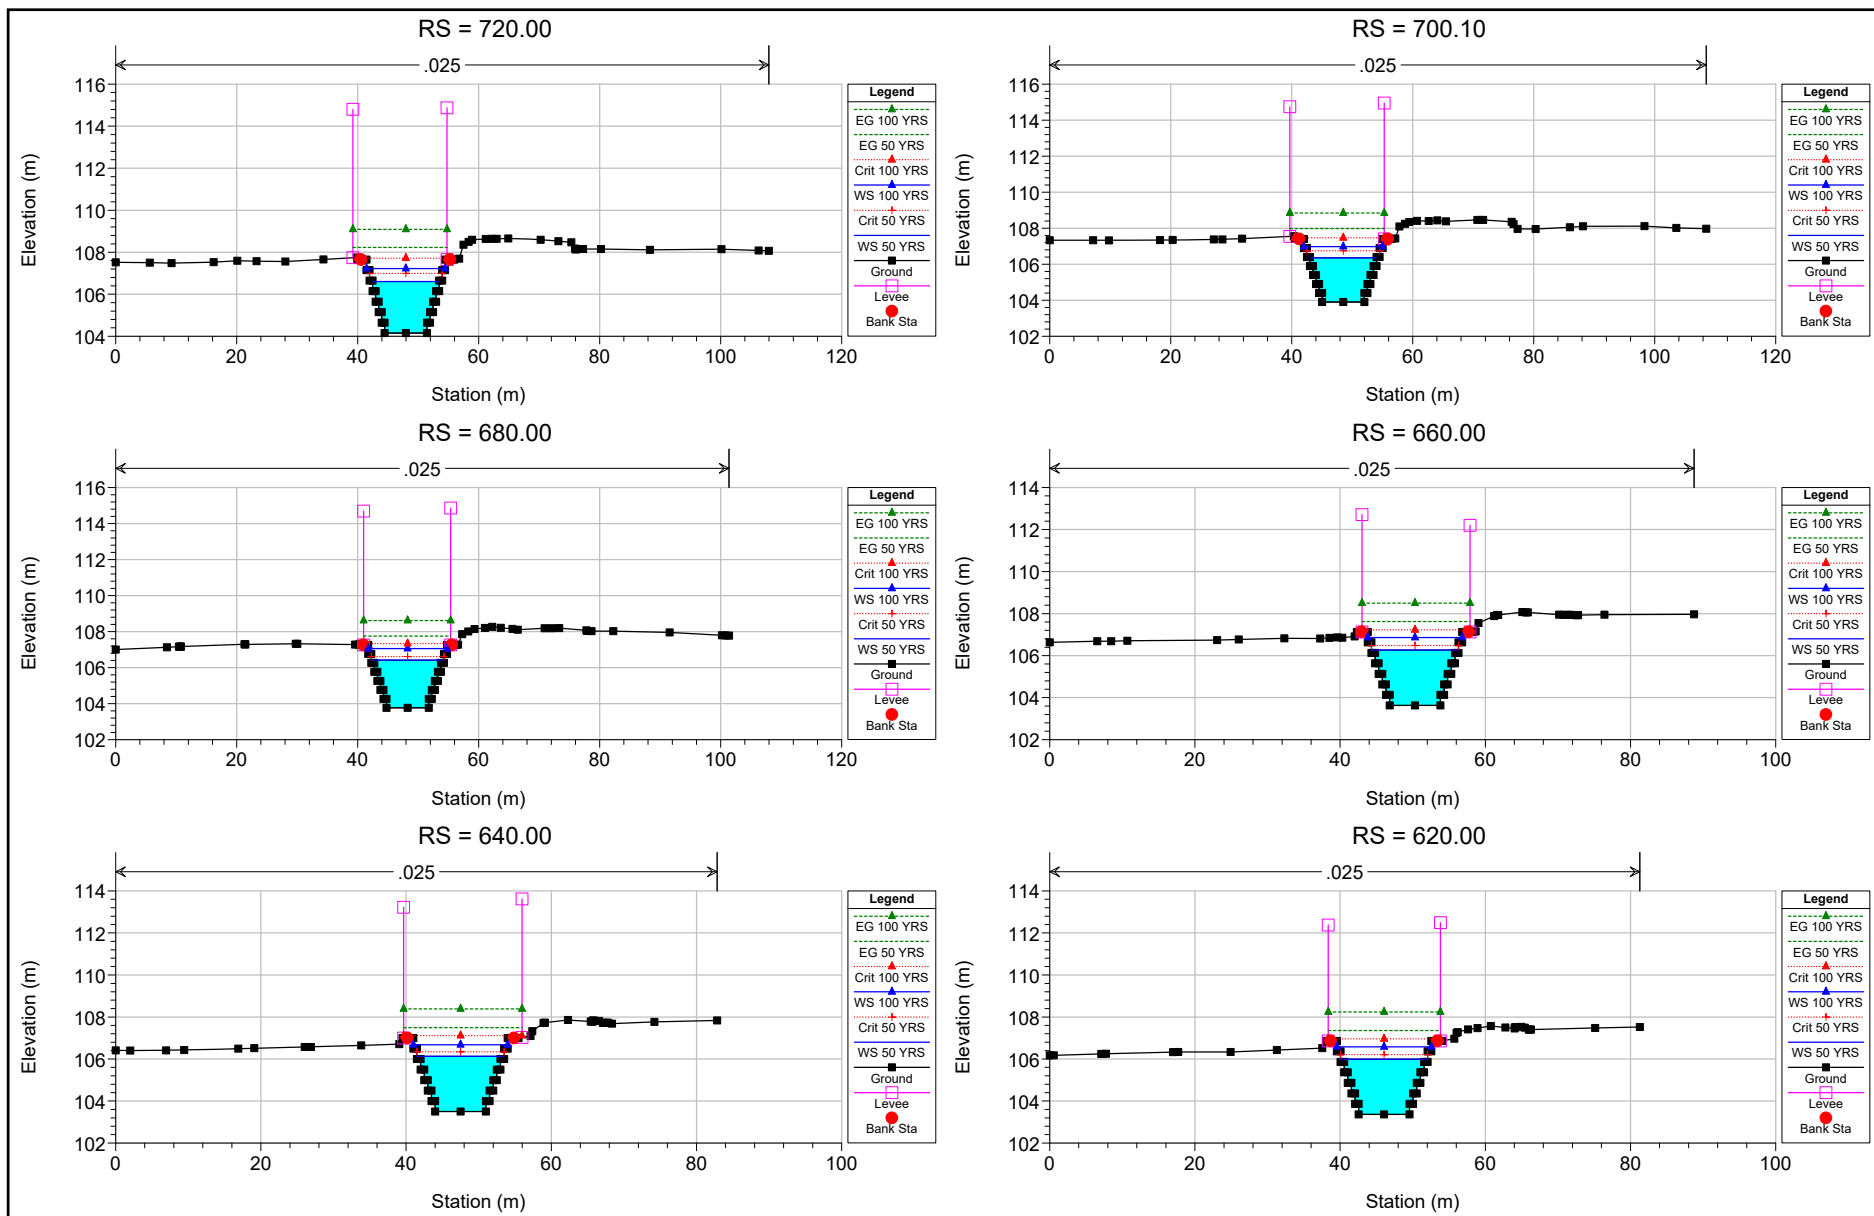 RS = 720.00
.025
Elevation (m)
116
114
112
110
108
106
104
0 20 40 60 80 100 120
Station (m)
Legend
EG 100 YRS
EG 50 YRS
Crit 100 YRS
WS 100 YRS
Crit 50 YRS
WS 50 YRS
Ground
Levee
Bank Sta
RS = 700.10
.025
Elevation (m)
116
114
112
110
108
106
104
102
0 20 40 60 80 100 120
Station (m)
Legend
EG 100 YRS
EG 50 YRS
Crit 100 YRS
WS 100 YRS
Crit 50 YRS
WS 50 YRS
Ground
Levee
Bank Sta
RS = 680.00
.025
Elevation (m)
116
114
112
110
108
106
104
102
0 20 40 60 80 100 120
Station (m)
Legend
EG 100 YRS
EG 50 YRS
Crit 100 YRS
WS 100 YRS
Crit 50 YRS
WS 50 YRS
Ground
Levee
Bank Sta
RS = 660.00
.025
Elevation (m)
114
112
110
108
106
104
102
0 20 40 60 80 100
Station (m)
Legend
EG 100 YRS
EG 50 YRS
Crit 100 YRS
WS 100 YRS
Crit 50 YRS
WS 50 YRS
Ground
Levee
Bank Sta
RS = 640.00
.025
Elevation (m)
114
112
110
108
106
104
102
0 20 40 60 80 100
Station (m)
Legend
EG 100 YRS
EG 50 YRS
Crit 100 YRS
WS 100 YRS
Crit 50 YRS
WS 50 YRS
Ground
Levee
Bank Sta
RS = 620.00
.025
Elevation (m)
114
112
110
108
106
104
102
0 20 40 60 80 100
Station (m)
Legend
EG 100 YRS
EG 50 YRS
Crit 100 YRS
WS 100 YRS
Crit 50 YRS
WS 50 YRS
Ground
Levee
Bank Sta